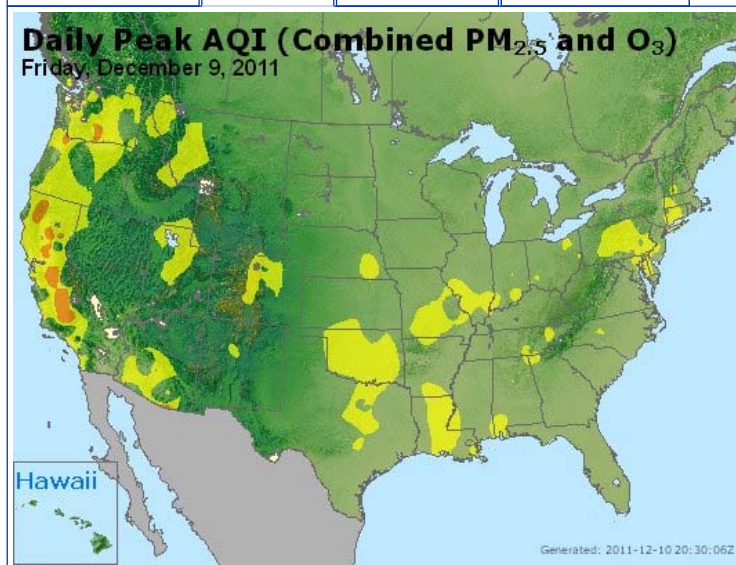 Daily Peak AQI (Combined PM₂.₅ and O₃)
Friday, December 9, 2011
Hawaii
Generated: 2011-12-10 20:30:06Z